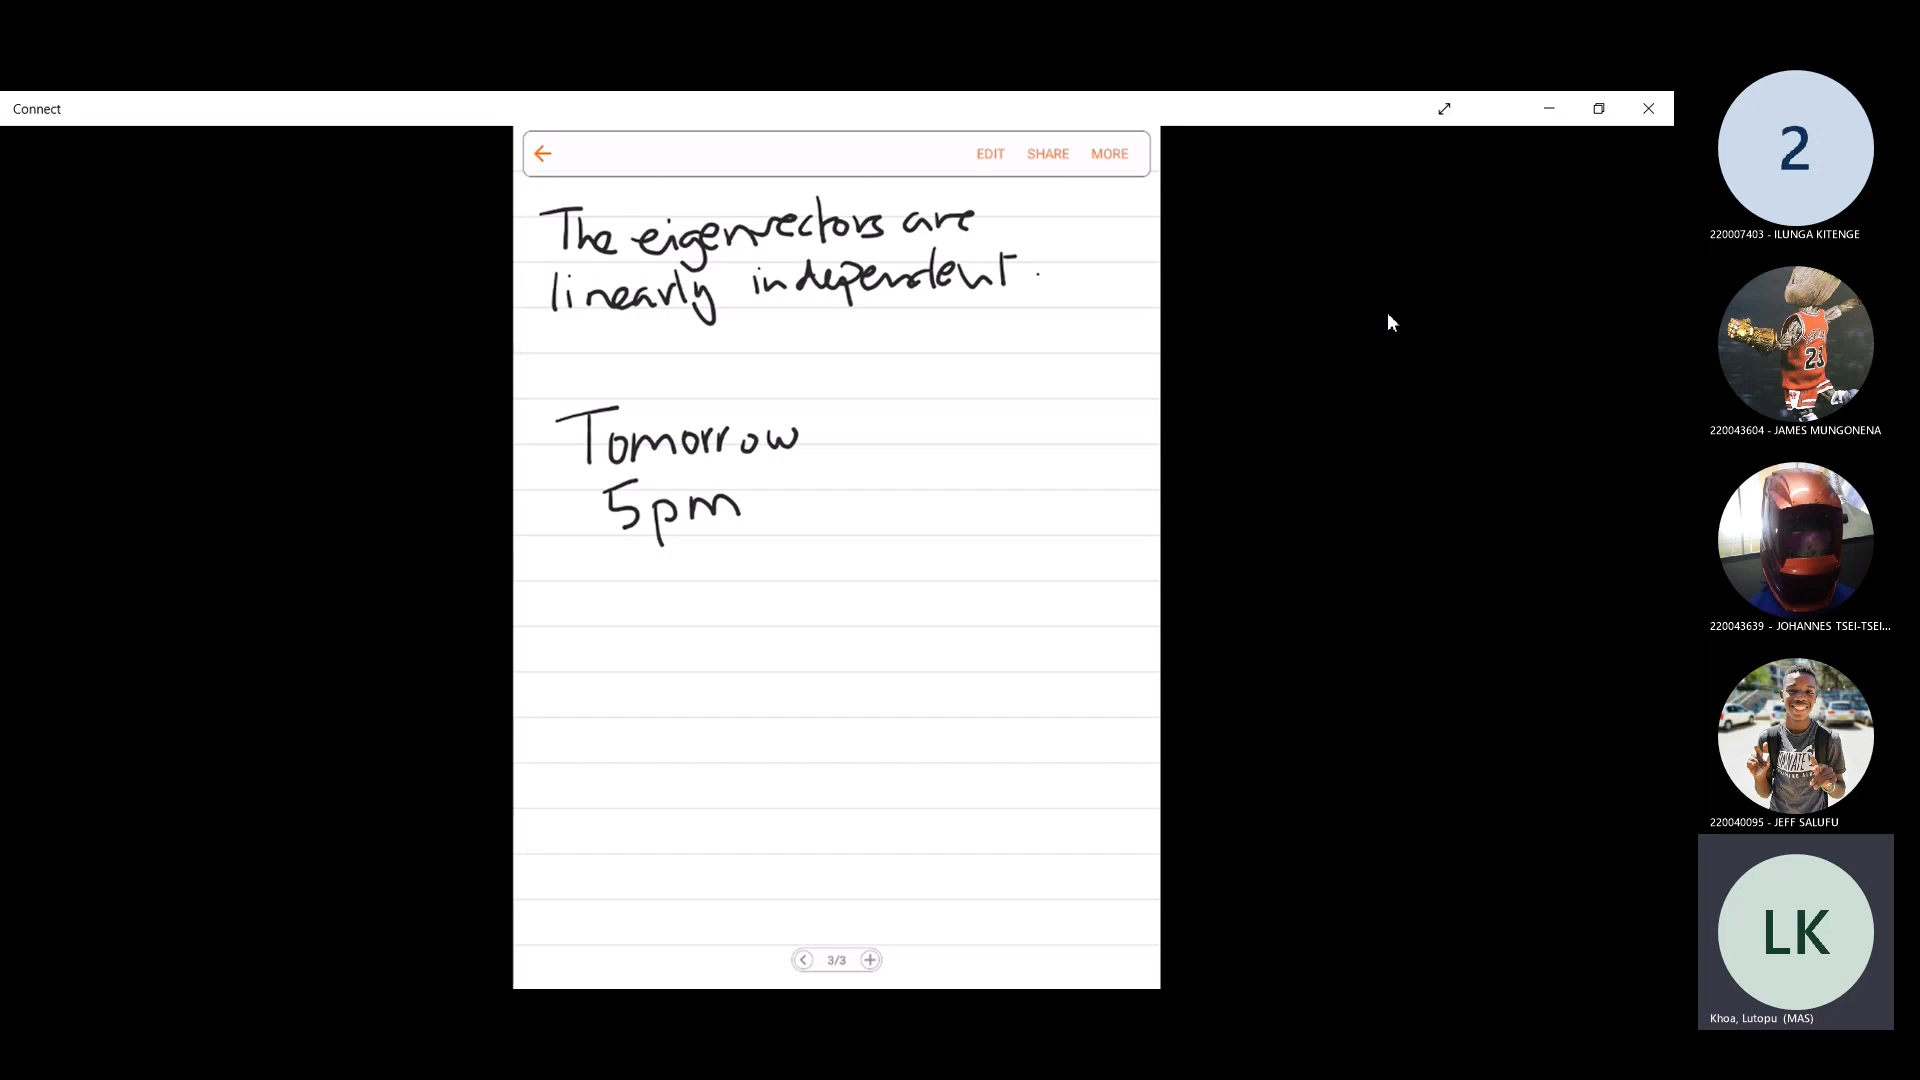 Connect
EDIT SHARE MORE
The eigenvectors are
linearly independent.
Tomorrow
5pm
3/3
2
220007403 - ILUNGA KITENGE
23
220043604 - JAMES MUNGONENA
220043639 - JOHANNES TSEI-TSEI...
220040095 - JEFF SALUFU
LK
Khoa, Lutopu (MAS)